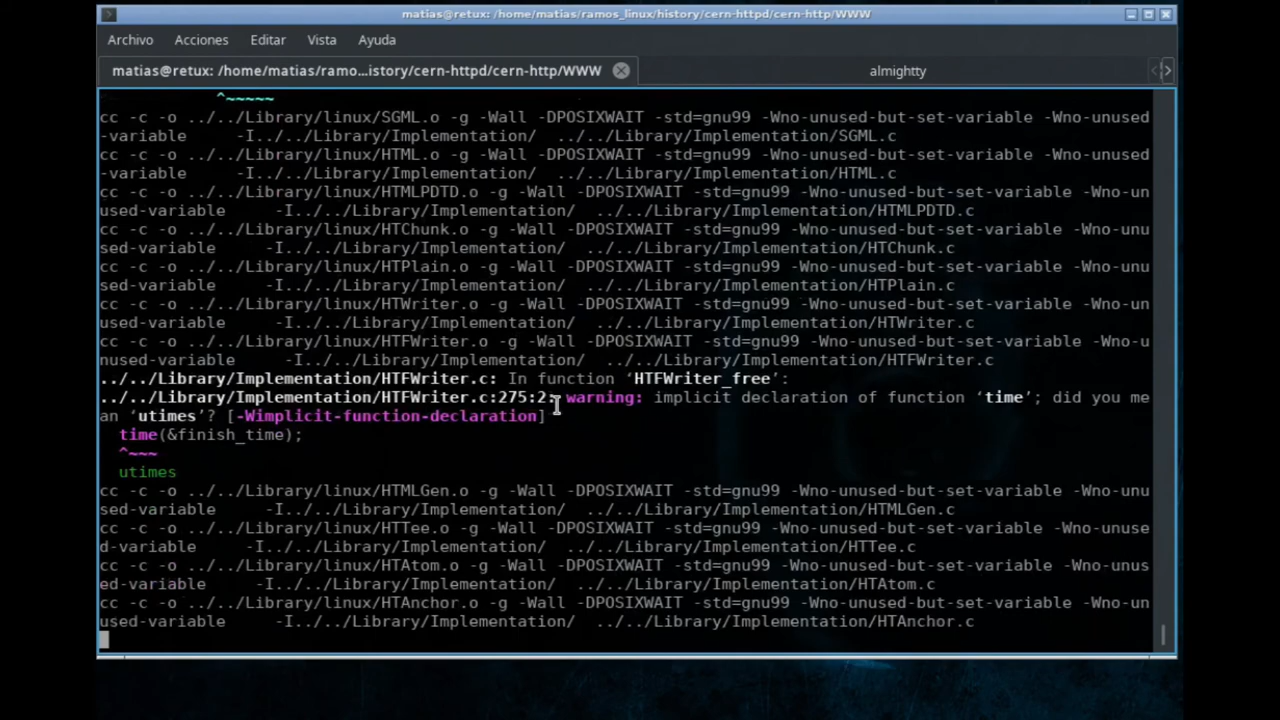 matias@retux: /home/matias/ramos_linux/history/cern-httpd/cern-http/WWW
Archivo Acciones Editar Vista Ayuda
matias@retux: /home/matias/ramo...istory/cern-httpd/cern-http/WWW almightty
^~~~~~
cc -c -o ../../Library/linux/SGML.o -g -Wall -DPOSIXWAIT -std=gnu99 -Wno-unused-but-set-variable -Wno-unused
-variable -I../../Library/Implementation/ ../../Library/Implementation/SGML.c
cc -c -o ../../Library/linux/HTML.o -g -Wall -DPOSIXWAIT -std=gnu99 -Wno-unused-but-set-variable -Wno-unused
-variable -I../../Library/Implementation/ ../../Library/Implementation/HTML.c
cc -c -o ../../Library/linux/HTMLPDTD.o -g -Wall -DPOSIXWAIT -std=gnu99 -Wno-unused-but-set-variable -Wno-un
used-variable -I../../Library/Implementation/ ../../Library/Implementation/HTMLPDTD.c
cc -c -o ../../Library/linux/HTChunk.o -g -Wall -DPOSIXWAIT -std=gnu99 -Wno-unused-but-set-variable -Wno-unu
sed-variable -I../../Library/Implementation/ ../../Library/Implementation/HTChunk.c
cc -c -o ../../Library/linux/HTPlain.o -g -Wall -DPOSIXWAIT -std=gnu99 -Wno-unused-but-set-variable -Wno-unu
sed-variable -I../../Library/Implementation/ ../../Library/Implementation/HTPlain.c
cc -c -o ../../Library/linux/HTWriter.o -g -Wall -DPOSIXWAIT -std=gnu99 -Wno-unused-but-set-variable -Wno-un
used-variable -I../../Library/Implementation/ ../../Library/Implementation/HTWriter.c
cc -c -o ../../Library/linux/HTFWriter.o -g -Wall -DPOSIXWAIT -std=gnu99 -Wno-unused-but-set-variable -Wno-u
nused-variable -I../../Library/Implementation/ ../../Library/Implementation/HTFWriter.c
../../Library/Implementation/HTFWriter.c: In function ‘HTFWriter_free’:
../../Library/Implementation/HTFWriter.c:275:2: warning: implicit declaration of function ‘time’; did you me
an ‘utimes’? [-Wimplicit-function-declaration]
time(&finish_time);
^~~~
utimes
cc -c -o ../../Library/linux/HTMLGen.o -g -Wall -DPOSIXWAIT -std=gnu99 -Wno-unused-but-set-variable -Wno-unu
sed-variable -I../../Library/Implementation/ ../../Library/Implementation/HTMLGen.c
cc -c -o ../../Library/linux/HTTee.o -g -Wall -DPOSIXWAIT -std=gnu99 -Wno-unused-but-set-variable -Wno-unuse
d-variable -I../../Library/Implementation/ ../../Library/Implementation/HTTee.c
cc -c -o ../../Library/linux/HTAtom.o -g -Wall -DPOSIXWAIT -std=gnu99 -Wno-unused-but-set-variable -Wno-unus
ed-variable -I../../Library/Implementation/ ../../Library/Implementation/HTAtom.c
cc -c -o ../../Library/linux/HTAnchor.o -g -Wall -DPOSIXWAIT -std=gnu99 -Wno-unused-but-set-variable -Wno-un
used-variable -I../../Library/Implementation/ ../../Library/Implementation/HTAnchor.c